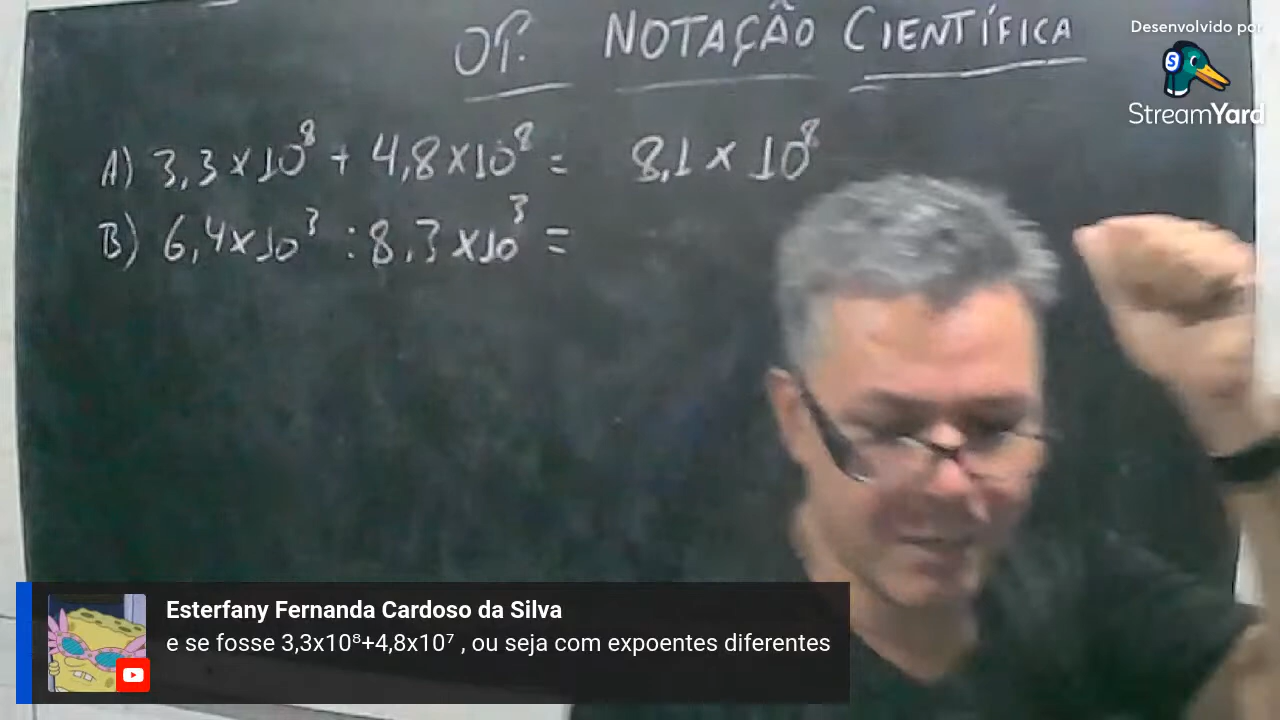 Desenvolvido por
StreamYard
OP. NOTAÇÃO CIENTÍFICA
A) 3,3 x 10⁸ + 4,8 x 10⁸ = 8,1 x 10⁸
B) 6,4 x 10³ : 8,3 x 10³ =
Esterfany Fernanda Cardoso da Silva
e se fosse 3,3x10⁸+4,8x10⁷ , ou seja com expoentes diferentes